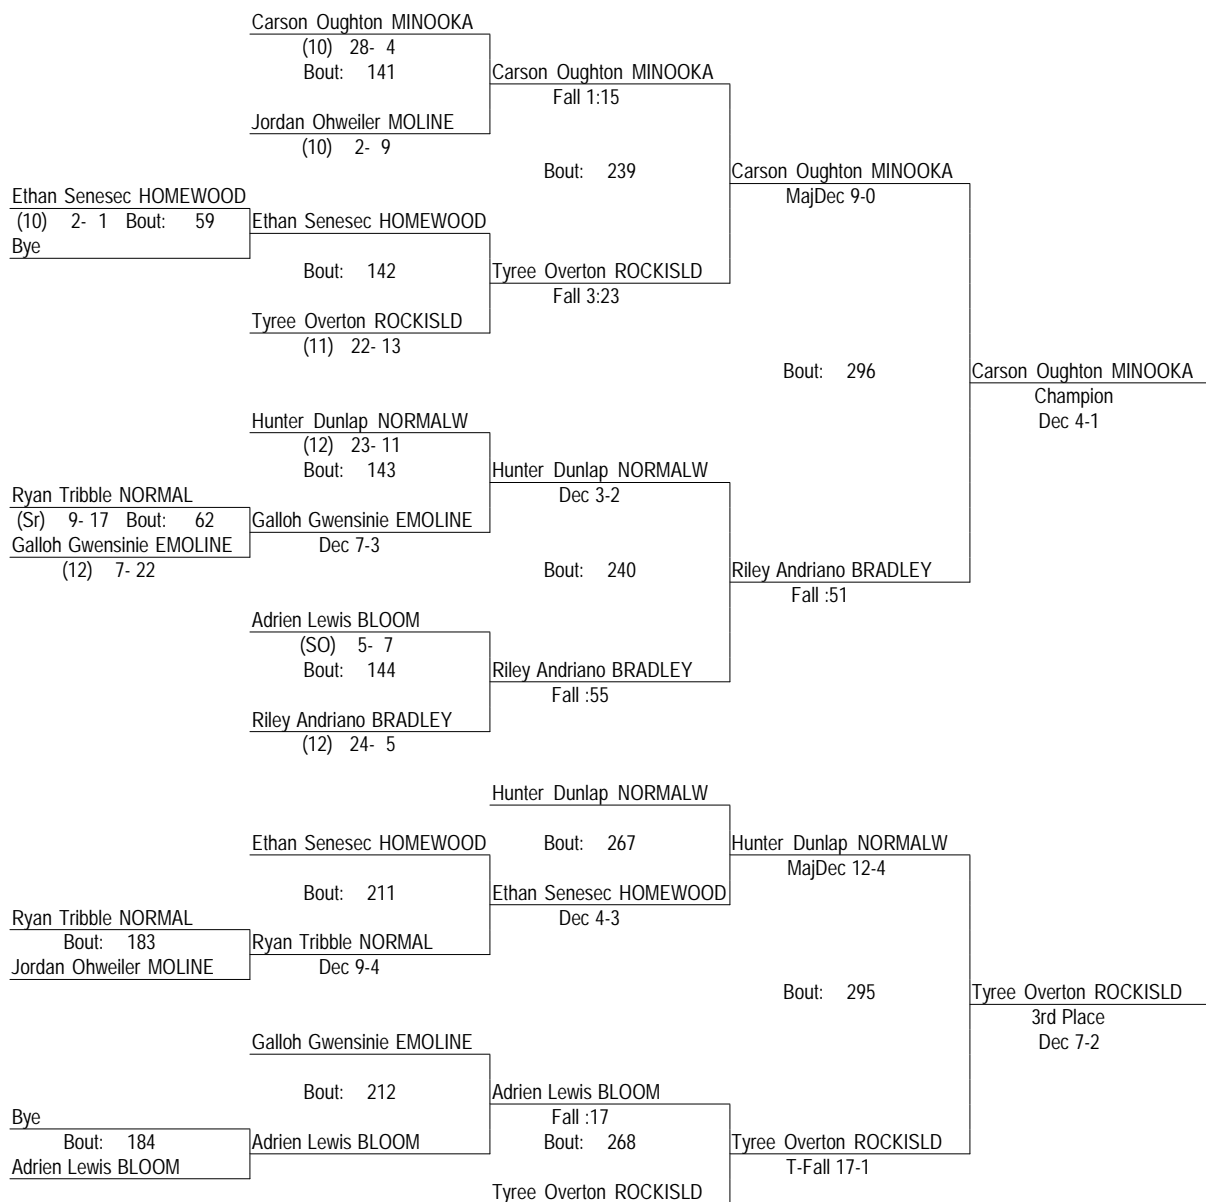 Carson Oughton MINOOKA
(10) 28- 4
Bout: 141
Carson Oughton MINOOKA
Fall 1:15
Jordan Ohweiler MOLINE
(10) 2- 9
Bout: 239
Carson Oughton MINOOKA
MajDec 9-0
Ethan Senesec HOMEWOOD
(10) 2- 1 Bout: 59
Bye
Ethan Senesec HOMEWOOD
Bout: 142
Tyree Overton ROCKISLD
Fall 3:23
Tyree Overton ROCKISLD
(11) 22- 13
Bout: 296
Carson Oughton MINOOKA
Champion
Dec 4-1
Hunter Dunlap NORMALW
(12) 23- 11
Bout: 143
Hunter Dunlap NORMALW
Dec 3-2
Ryan Tribble NORMAL
(Sr) 9- 17 Bout: 62
Galloh Gwensinie EMOLINE
(12) 7- 22
Galloh Gwensinie EMOLINE
Dec 7-3
Bout: 240
Riley Andriano BRADLEY
Fall :51
Adrien Lewis BLOOM
(SO) 5- 7
Bout: 144
Riley Andriano BRADLEY
Fall :55
Riley Andriano BRADLEY
(12) 24- 5
Hunter Dunlap NORMALW
Ethan Senesec HOMEWOOD
Bout: 267
Hunter Dunlap NORMALW
MajDec 12-4
Bout: 211
Ethan Senesec HOMEWOOD
Dec 4-3
Ryan Tribble NORMAL
Bout: 183
Jordan Ohweiler MOLINE
Ryan Tribble NORMAL
Dec 9-4
Bout: 295
Tyree Overton ROCKISLD
3rd Place
Dec 7-2
Galloh Gwensinie EMOLINE
Bout: 212
Adrien Lewis BLOOM
Fall :17
Bye
Bout: 184
Adrien Lewis BLOOM
Adrien Lewis BLOOM
Bout: 268
Tyree Overton ROCKISLD
T-Fall 17-1
Tyree Overton ROCKISLD